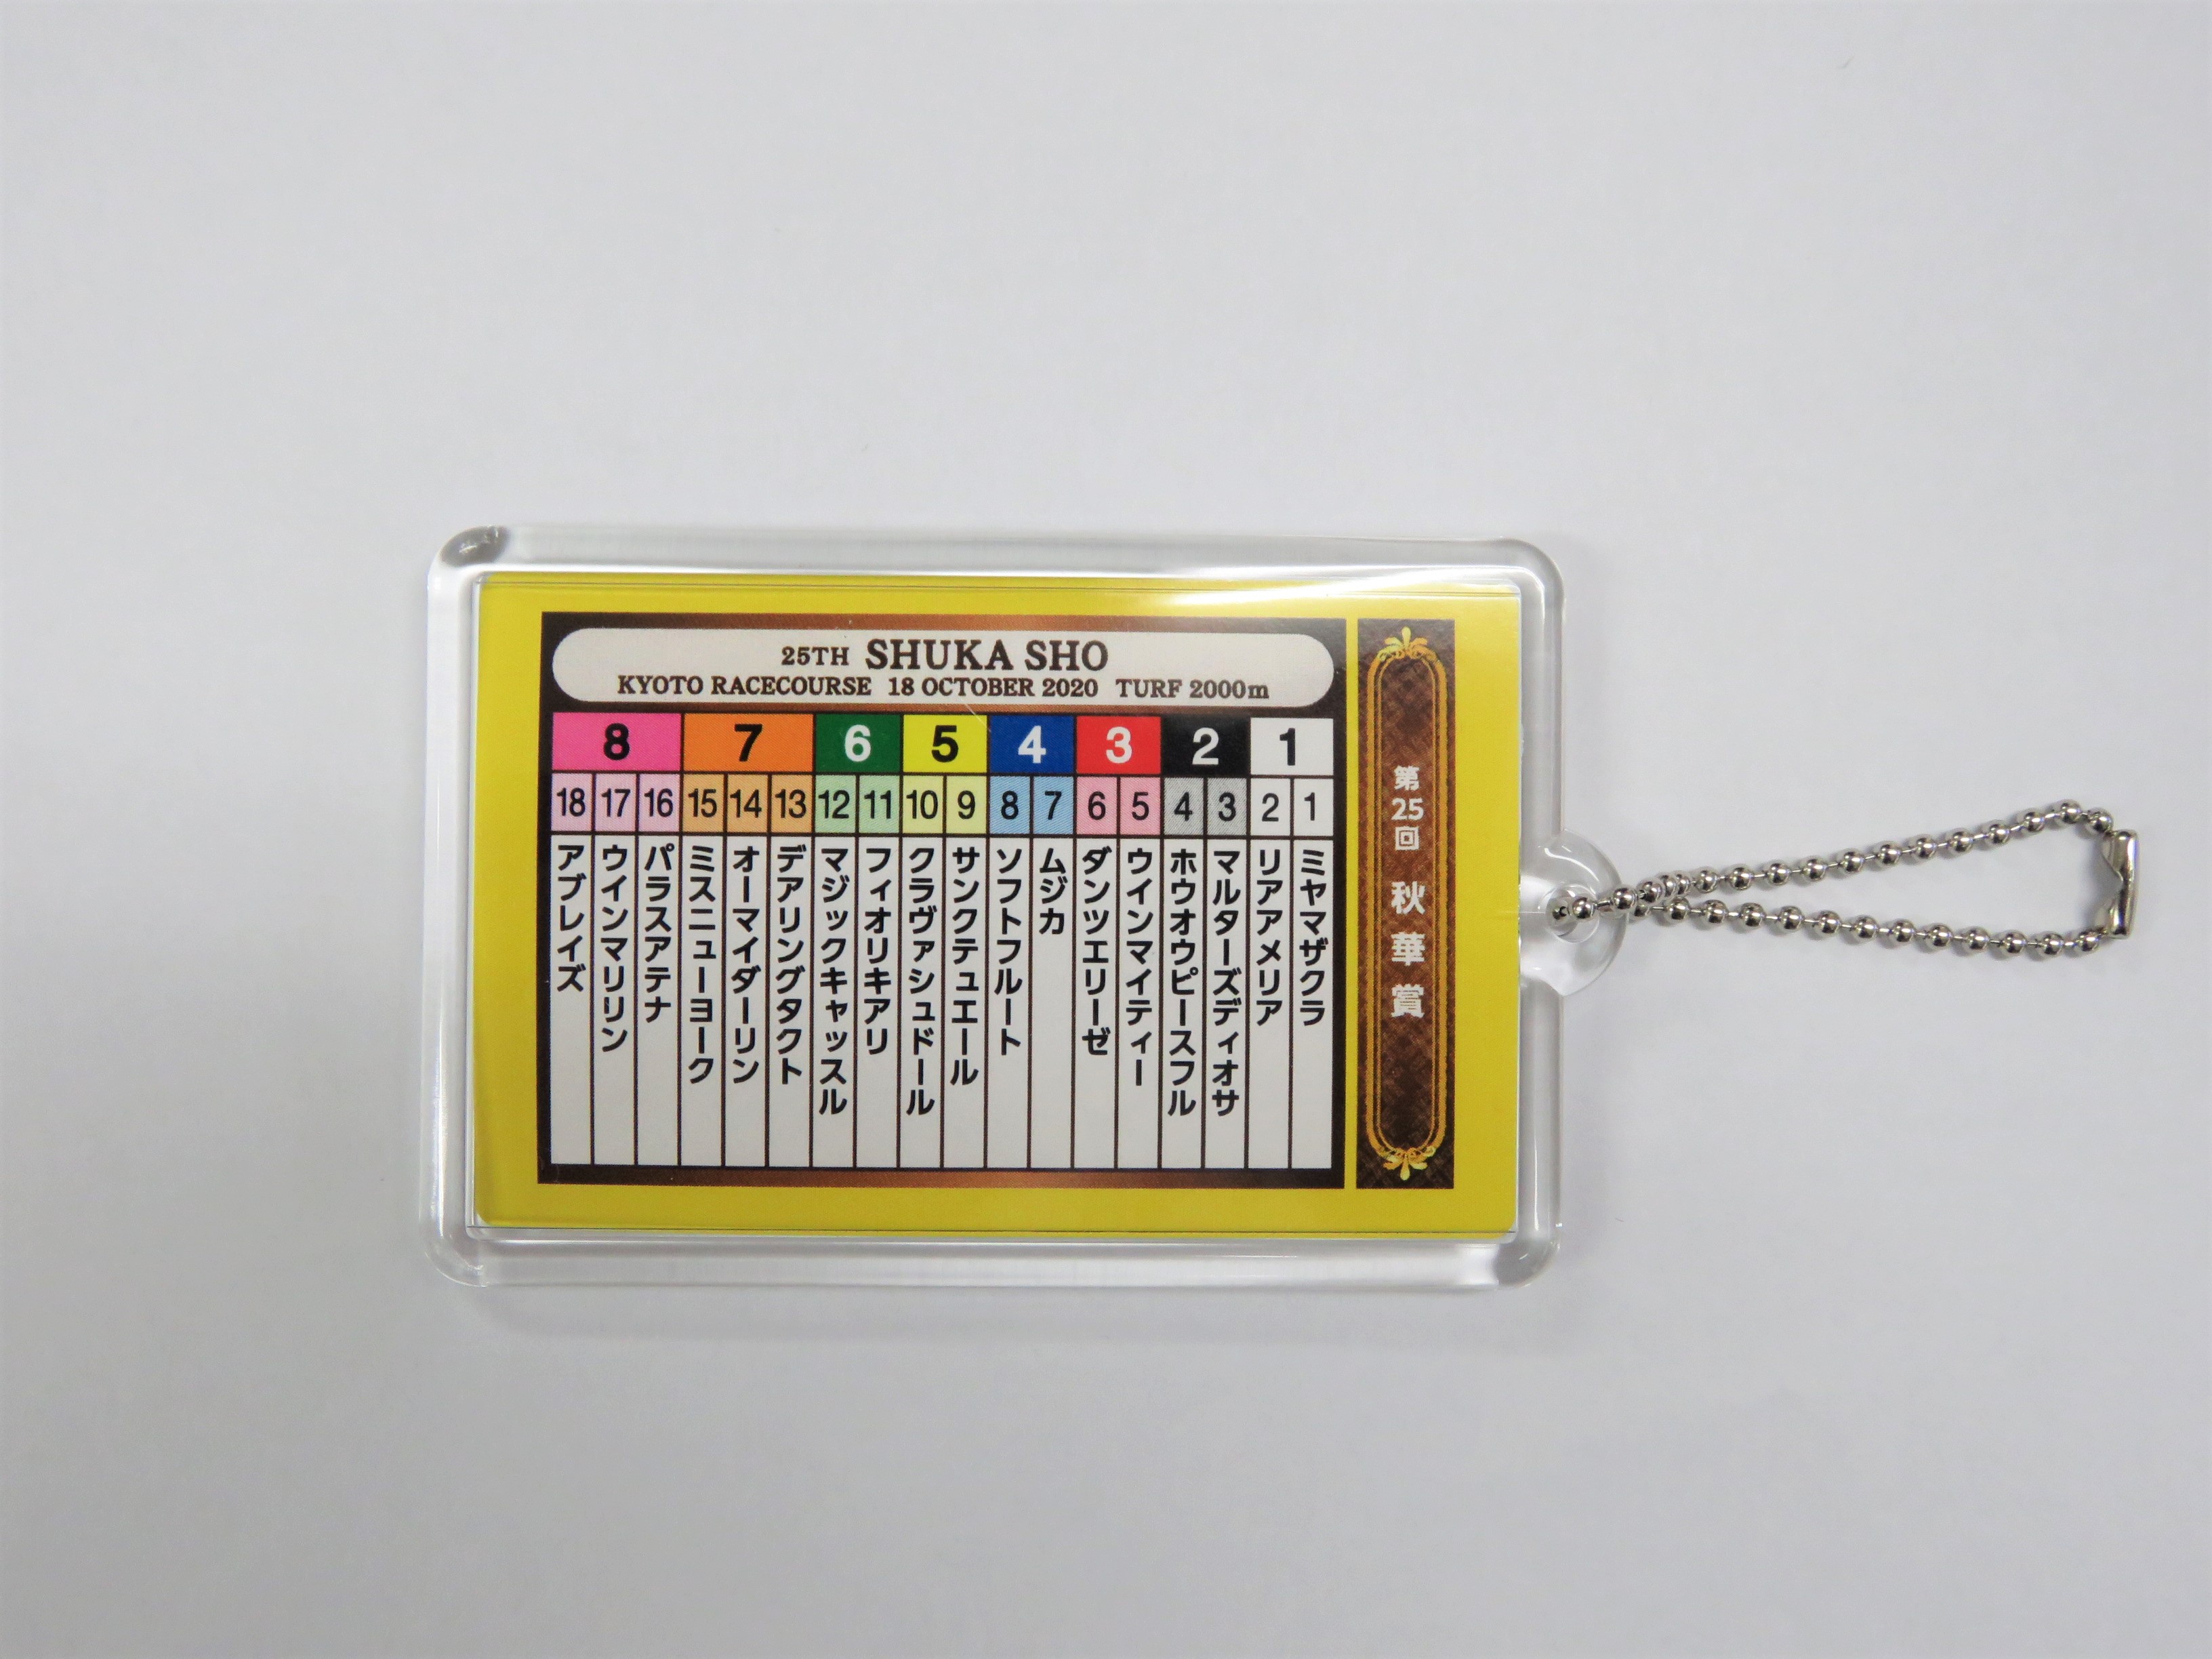 25TH SHUKA SHO
KYOTO RACECOURSE 18 OCTOBER 2020 TURF 2000m
8 7 6 5 4 3 2 1
18 17 16 15 14 13 12 11 10 9 8 7 6 5 4 3 2 1
ミヤマザクラ
リアアメリア
マルターズディオサ
ホウオウピースフル
ウインマイティー
ダンツエリーゼ
ムジカ
ソフトフルート
サンクテュエール
クラヴァシュドール
フィオリキアリ
マジックキャッスル
デアリングタクト
オーマイダーリン
ミスニューヨーク
パラスアテナ
ウインマリリン
アブレイズ
第25回 秋華賞